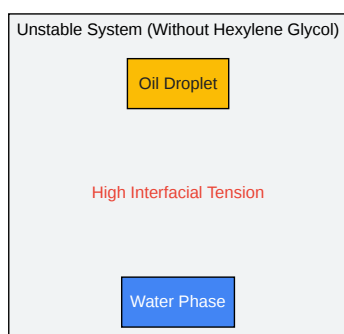 Unstable System (Without Hexylene Glycol)
Oil Droplet
High Interfacial Tension
Water Phase